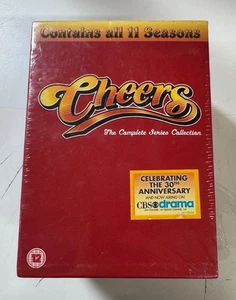 Contains all 11 Seasons
Cheers
The Complete Series Collection
CELEBRATING
THE 30TH
ANNIVERSARY
AND NOW AIRING ON
CBS drama
12